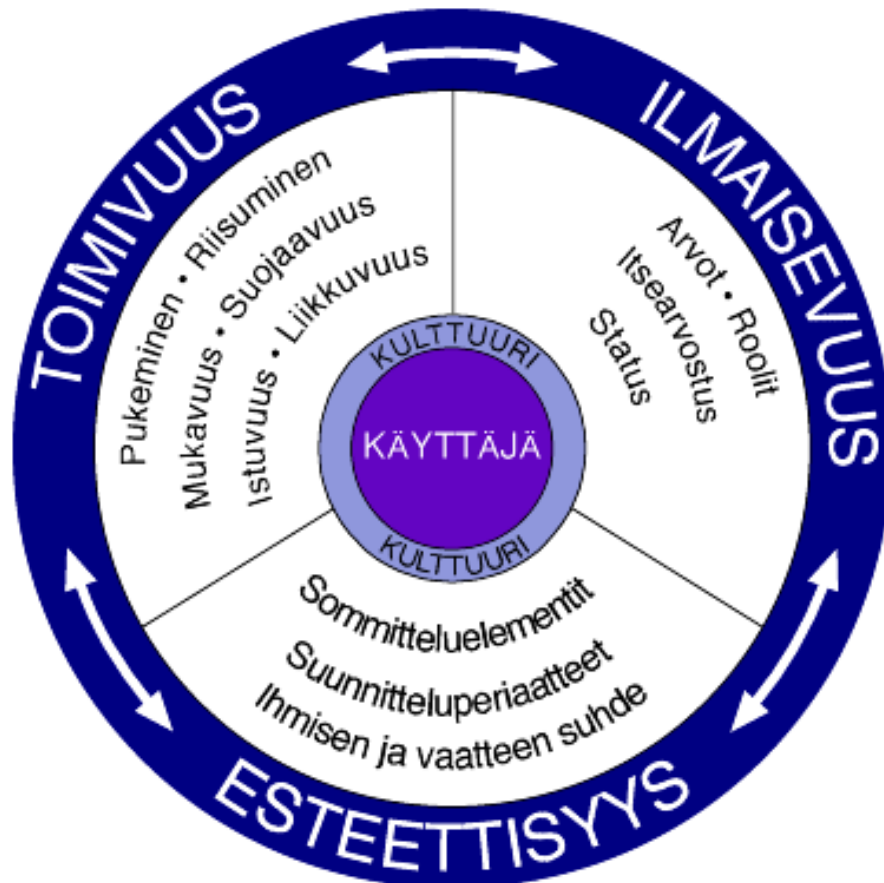 TOIMIVUUS
Pukeminen • Riisuminen
Mukavuus • Suojaavuus
Istuvuus • Liikkuvuus
ILMAISEVUUS
Arvot • Roolit
Itsearvostus
Status
KULTTUURI
KÄYTTÄJÄ
KULTTUURI
Sommitteluelementit
Suunnitteluperiaatteet
Ihmisen ja vaatteen suhde
ESTEETTISYYS